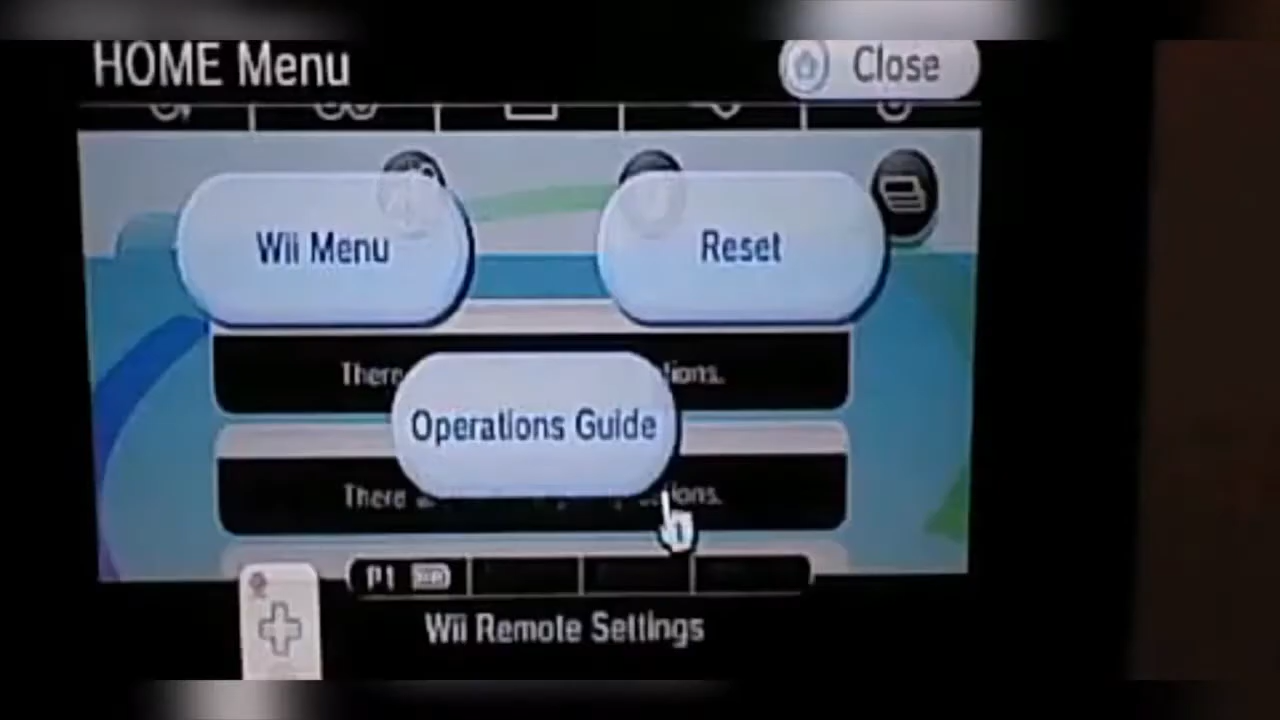 HOME Menu
Close
Wii Menu
Reset
There
tions.
Operations Guide
There
tions.
P1
Wii Remote Settings